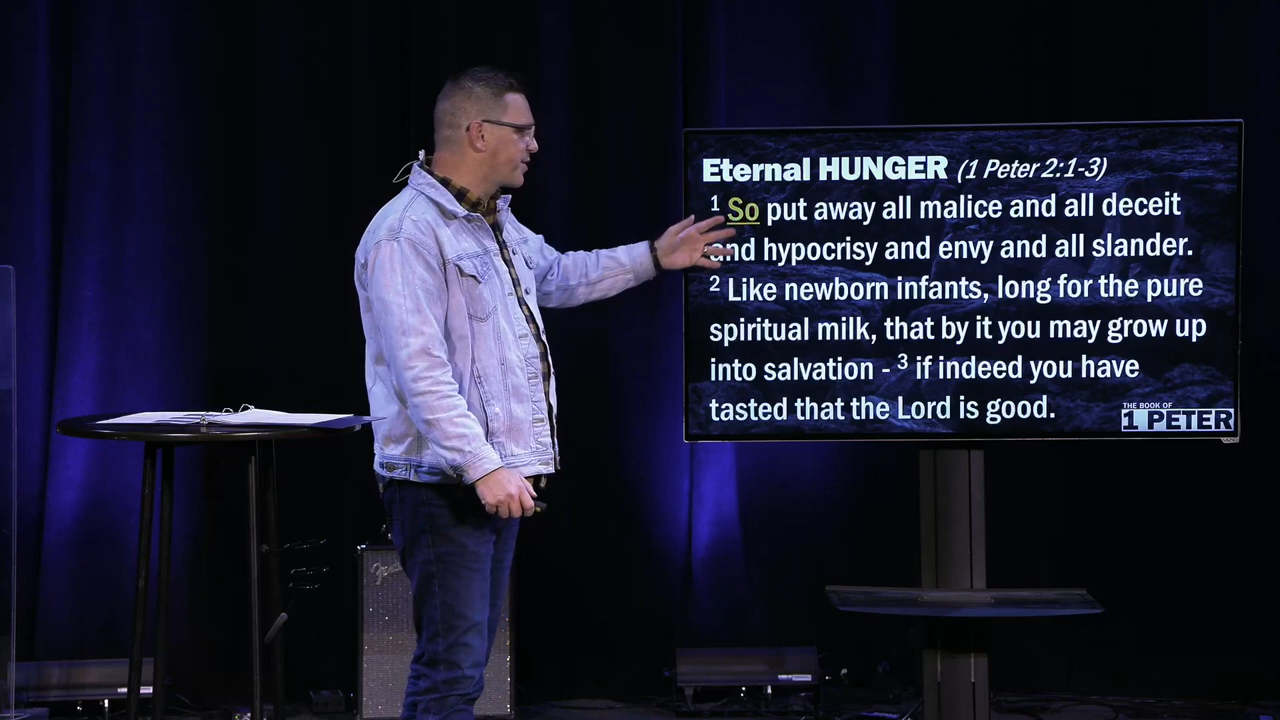 Eternal HUNGER (1 Peter 2:1-3)
1 So put away all malice and all deceit
and hypocrisy and envy and all slander.
2 Like newborn infants, long for the pure
spiritual milk, that by it you may grow up
into salvation - 3 if indeed you have
tasted that the Lord is good.
THE BOOK OF
1 PETER
Fender